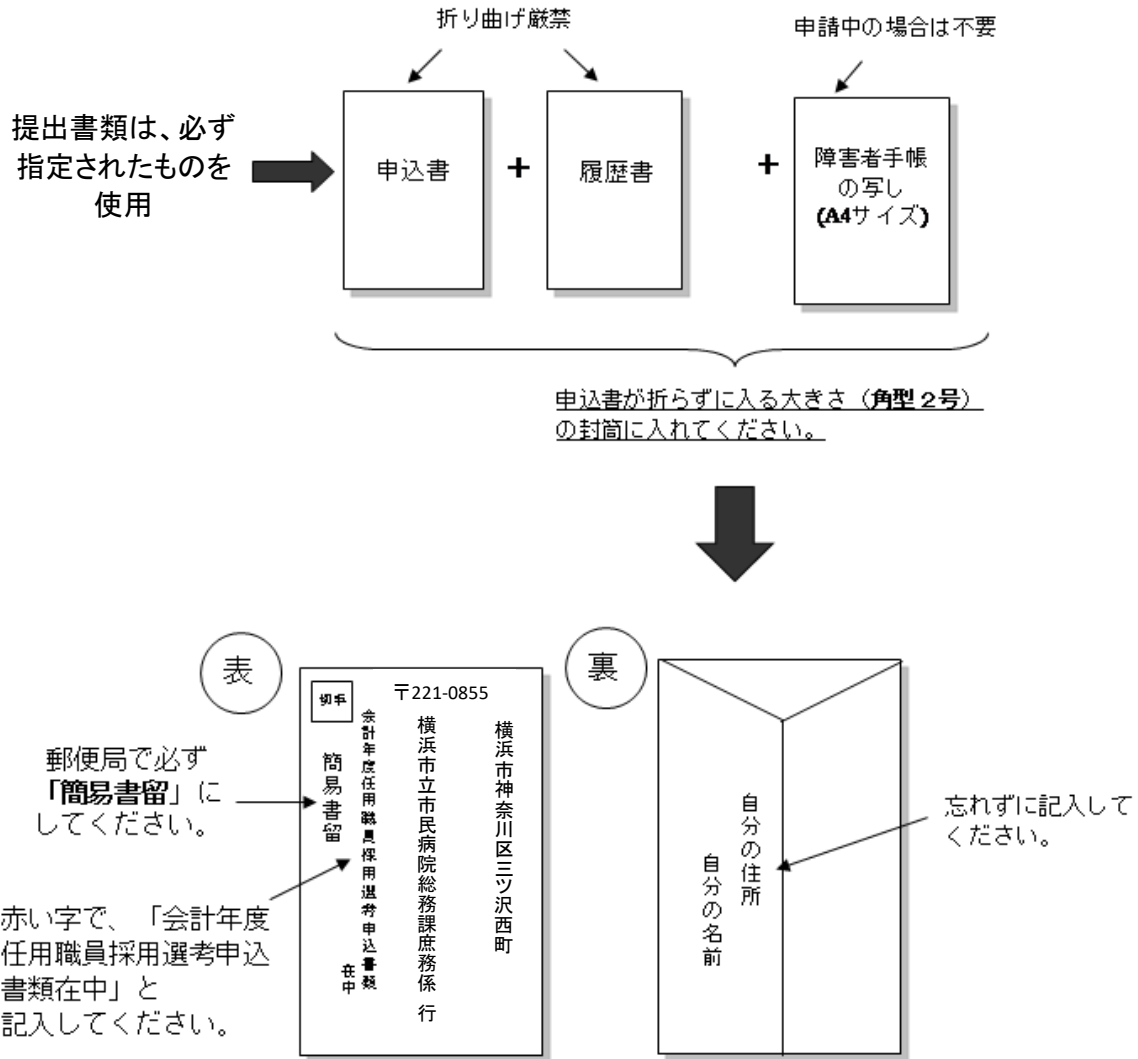 折り曲げ厳禁
申請中の場合は不要
提出書類は、必ず
指定されたものを
使用
申込書
+
履歴書
+
障害者手帳
の写し
(A4サイズ)
申込書が折らずに入る大きさ（角型２号）
の封筒に入れてください。
表
切手
〒221-0855
横浜市神奈川区三ツ沢西町
横浜市立市民病院総務課庶務係 行
会計年度任用職員採用選考申込書類
在中
簡易書留
郵便局で必ず
「簡易書留」に
してください。
赤い字で、「会計年度
任用職員採用選考申込
書類在中」と
記入してください。
裏
自分の住所
自分の名前
忘れずに記入して
ください。